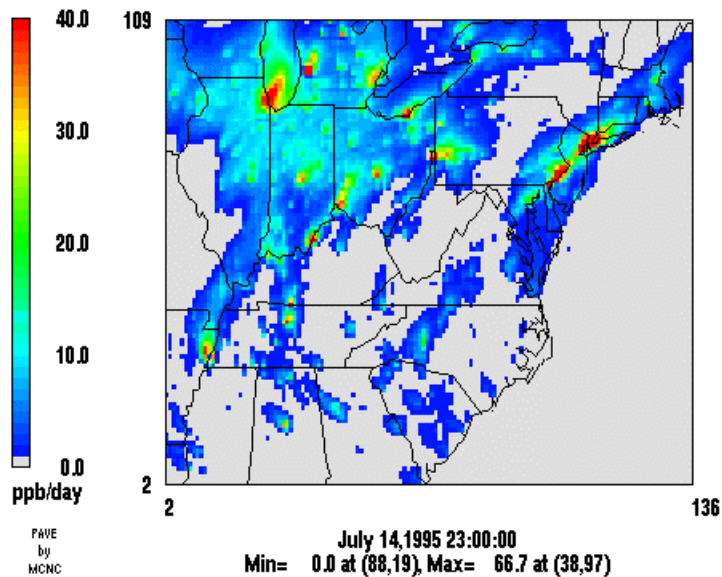 40.0
30.0
20.0
10.0
0.0
ppb/day
PAVE
by
MCNC
109
2
2
136
July 14,1995 23:00:00
Min= 0.0 at (88,19), Max= 66.7 at (38,97)